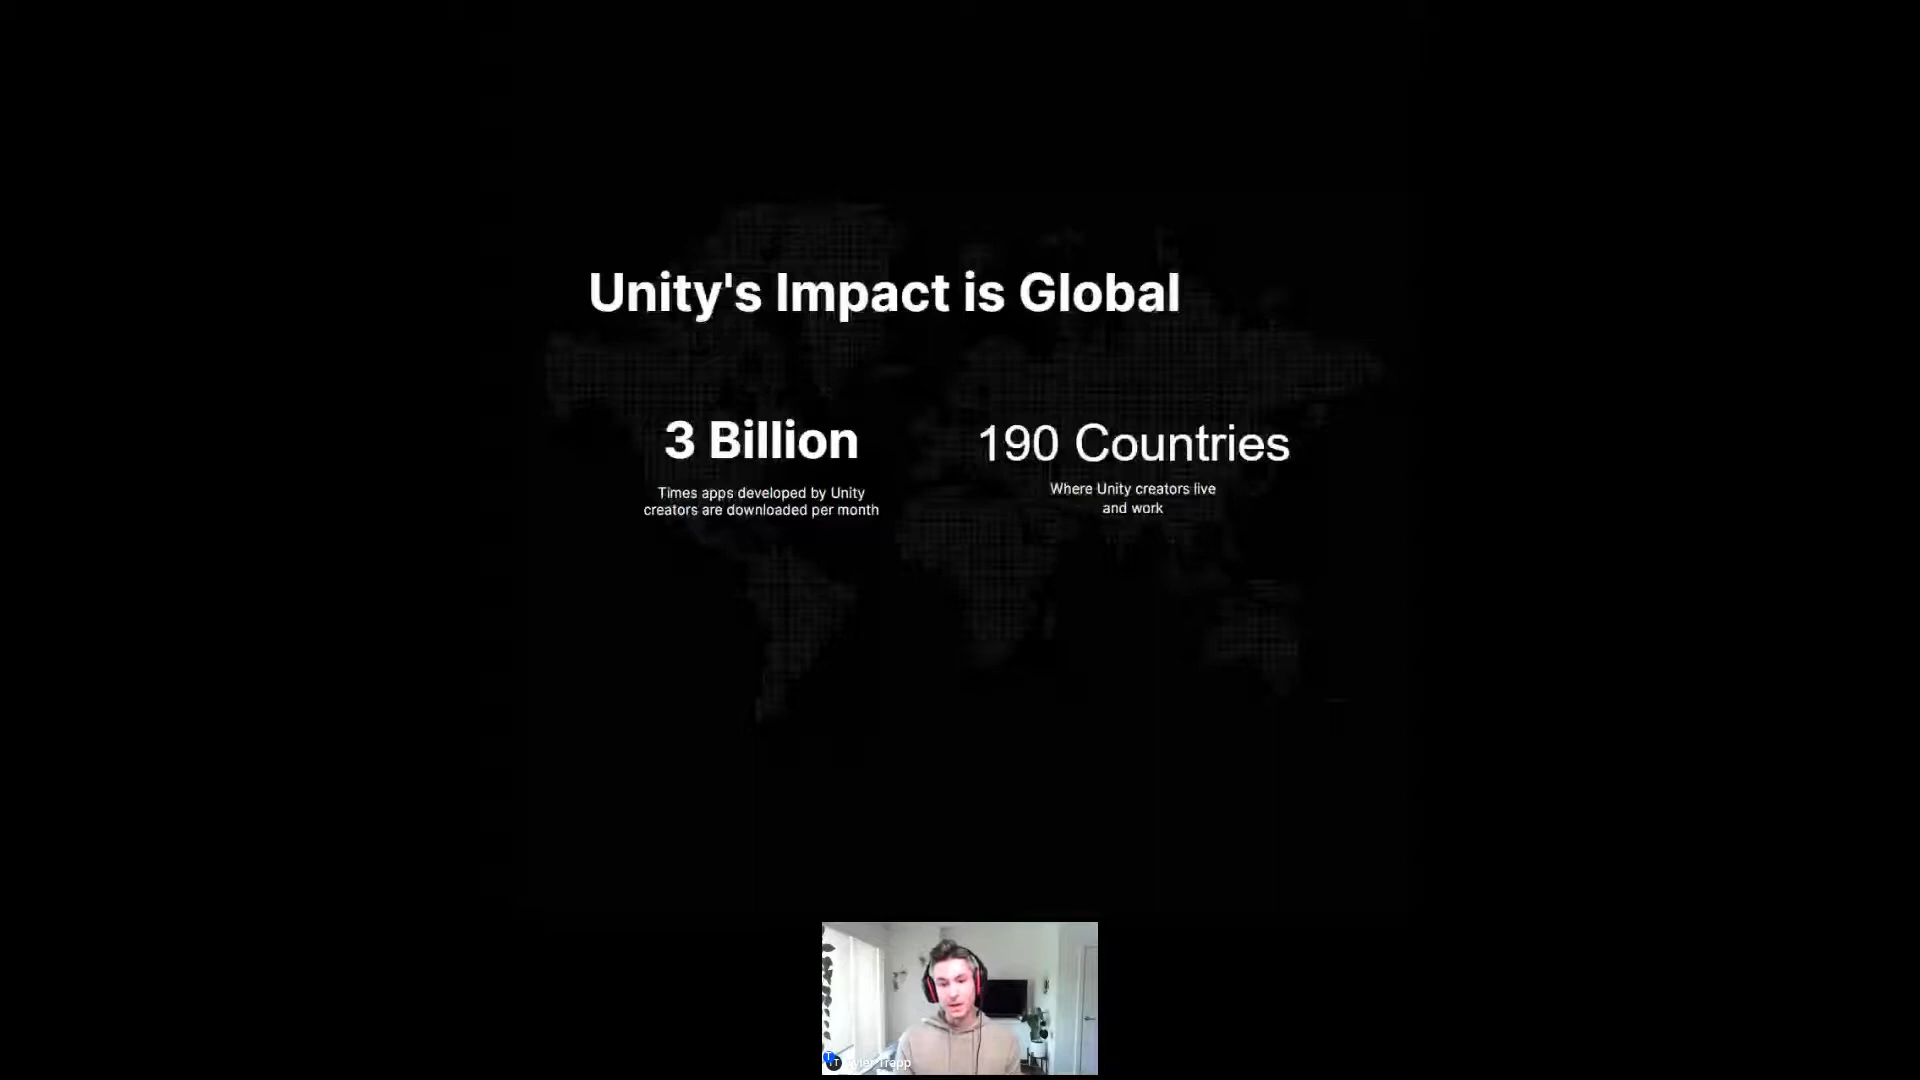 Unity's Impact is Global
3 Billion
Times apps developed by Unity
creators are downloaded per month
190 Countries
Where Unity creators live
and work
Trapp